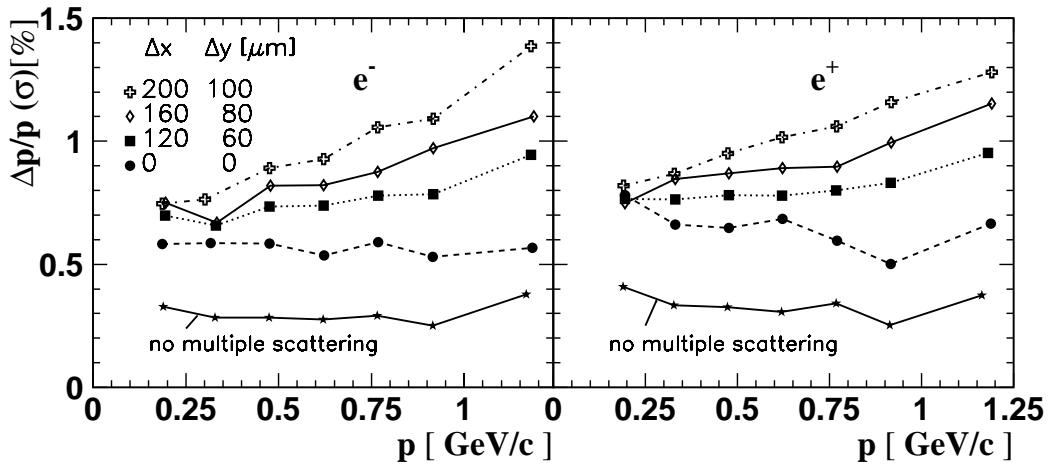 1.5
1
0.5
0
Δp/p (σ)[%]
Δx Δy [μm]
200 100
160 80
120 60
0 0
e-
e+
no multiple scattering
no multiple scattering
0 0.25 0.5 0.75 1
0 0.25 0.5 0.75 1 1.25
p [ GeV/c ]
p [ GeV/c ]